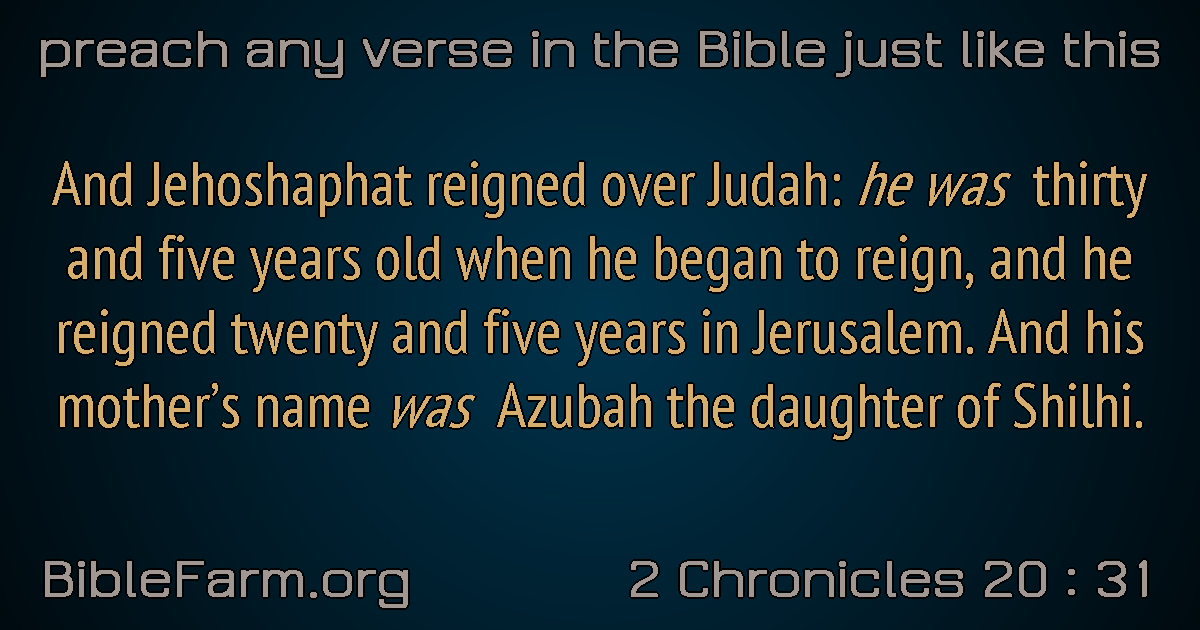 preach any verse in the Bible just like this
And Jehoshaphat reigned over Judah: he was thirty
and five years old when he began to reign, and he
reigned twenty and five years in Jerusalem. And his
mother’s name was Azubah the daughter of Shilhi.
BibleFarm.org
2 Chronicles 20 : 31